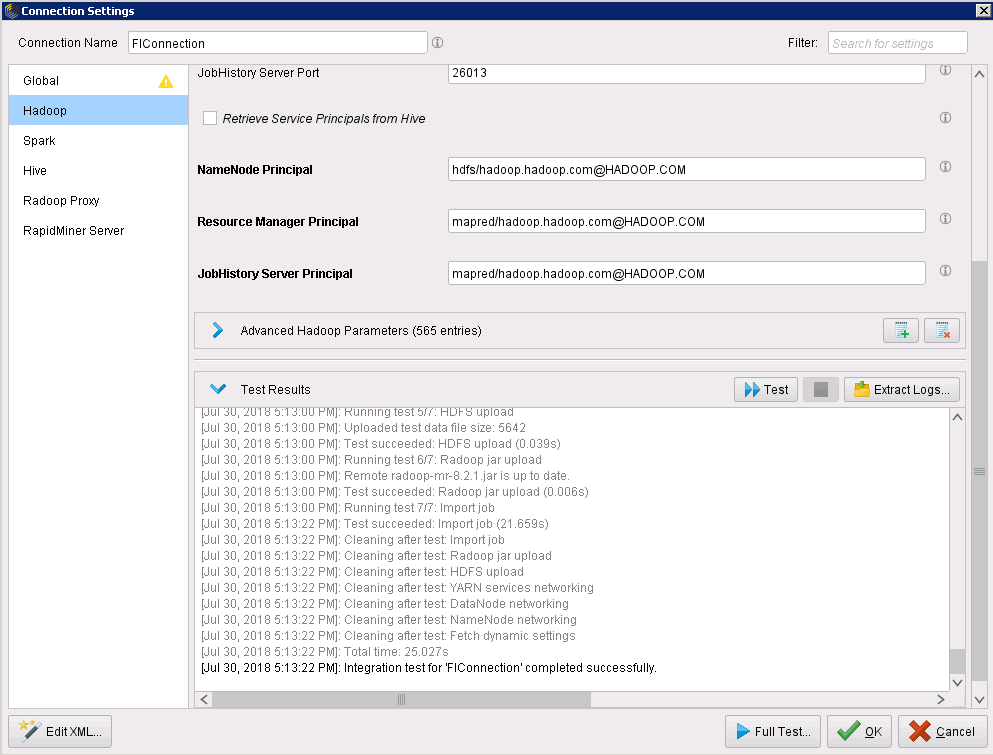 Connection Settings
Connection Name FIConnection Filter: Search for settings
Global
Hadoop
Spark
Hive
Radoop Proxy
RapidMiner Server
JobHistory Server Port 26013
Retrieve Service Principals from Hive
NameNode Principal hdfs/hadoop.hadoop.com@HADOOP.COM
Resource Manager Principal mapred/hadoop.hadoop.com@HADOOP.COM
JobHistory Server Principal mapred/hadoop.hadoop.com@HADOOP.COM
Advanced Hadoop Parameters (565 entries)
Test Results Test Extract Logs...
[Jul 30, 2018 5:13:00 PM]: Running test 5/7: HDFS upload
[Jul 30, 2018 5:13:00 PM]: Uploaded test data file size: 5642
[Jul 30, 2018 5:13:00 PM]: Test succeeded: HDFS upload (0.039s)
[Jul 30, 2018 5:13:00 PM]: Running test 6/7: Radoop jar upload
[Jul 30, 2018 5:13:00 PM]: Remote radoop-mr-8.2.1.jar is up to date.
[Jul 30, 2018 5:13:00 PM]: Test succeeded: Radoop jar upload (0.006s)
[Jul 30, 2018 5:13:00 PM]: Running test 7/7: Import job
[Jul 30, 2018 5:13:22 PM]: Test succeeded: Import job (21.659s)
[Jul 30, 2018 5:13:22 PM]: Cleaning after test: Import job
[Jul 30, 2018 5:13:22 PM]: Cleaning after test: Radoop jar upload
[Jul 30, 2018 5:13:22 PM]: Cleaning after test: HDFS upload
[Jul 30, 2018 5:13:22 PM]: Cleaning after test: YARN services networking
[Jul 30, 2018 5:13:22 PM]: Cleaning after test: DataNode networking
[Jul 30, 2018 5:13:22 PM]: Cleaning after test: NameNode networking
[Jul 30, 2018 5:13:22 PM]: Cleaning after test: Fetch dynamic settings
[Jul 30, 2018 5:13:22 PM]: Total time: 25.027s
[Jul 30, 2018 5:13:22 PM]: Integration test for 'FIConnection' completed successfully.
Edit XML... Full Test... OK Cancel